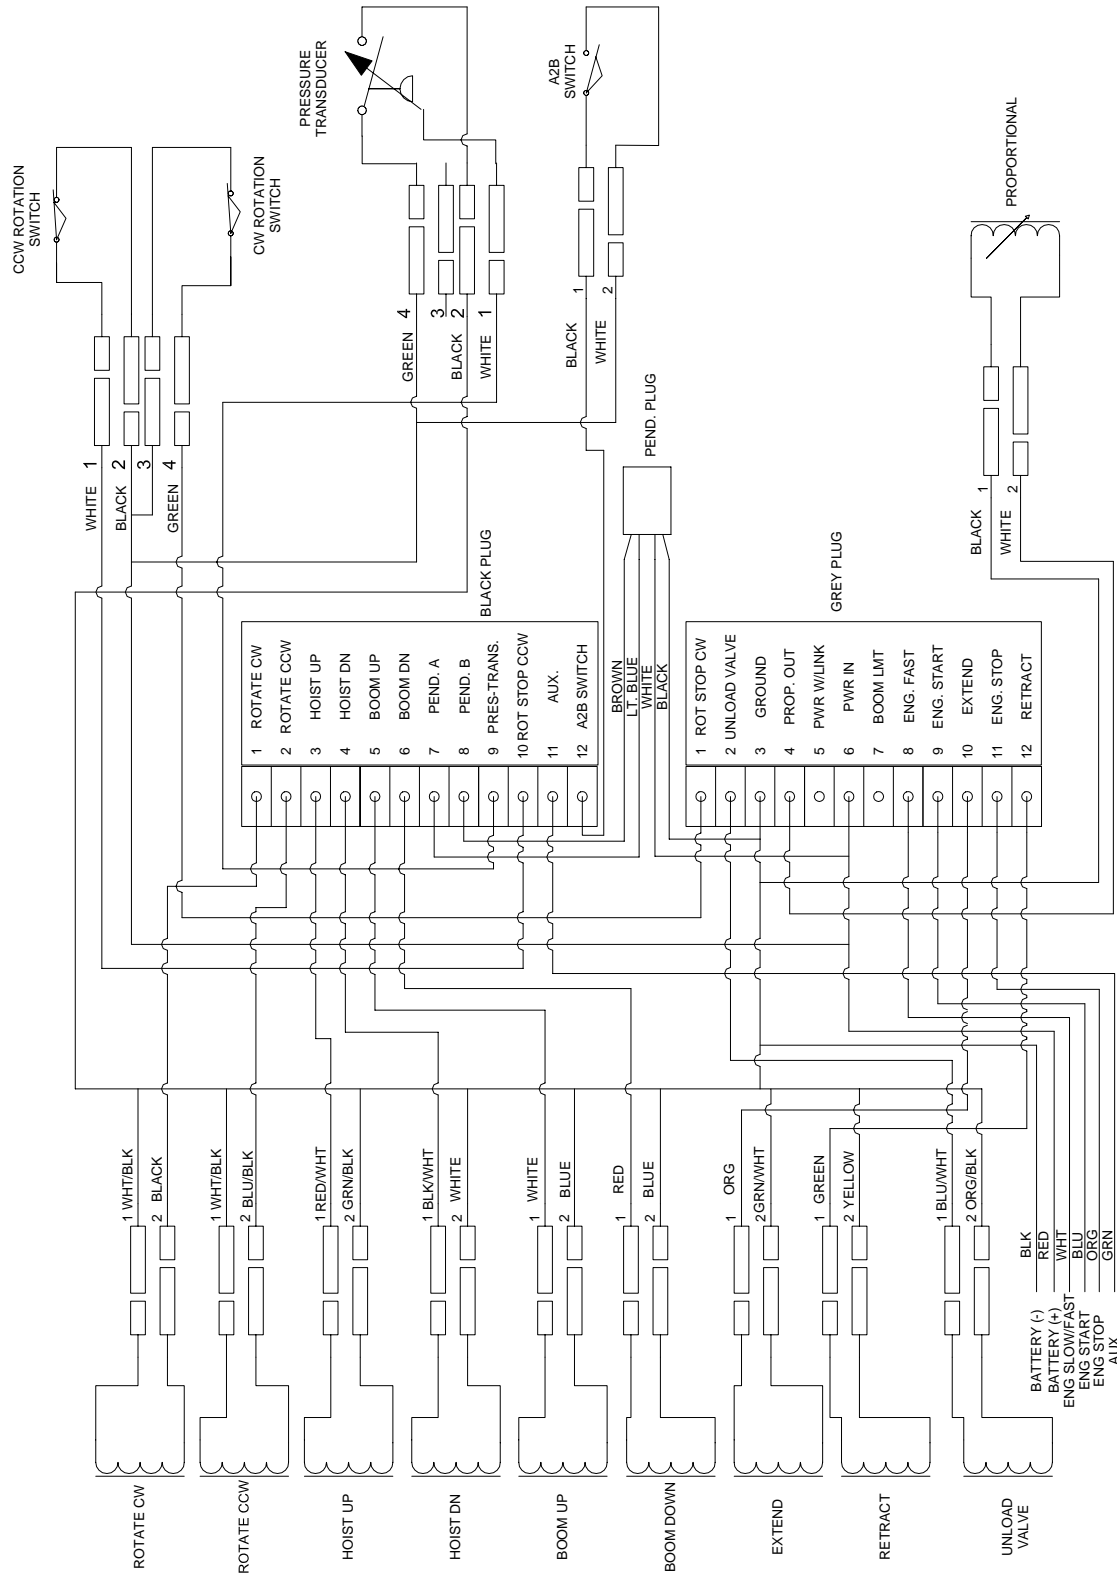 CCW ROTATION
SWITCH
CW ROTATION
SWITCH
WHITE 1
BLACK 2
3
GREEN 4
PRESSURE
TRANSDUCER
GREEN 4
3
BLACK 2
WHITE 1
A2B
SWITCH
BLACK 1
WHITE 2
PROPORTIONAL
BLACK 1
WHITE 2
PEND. PLUG
BROWN
LT. BLUE
WHITE
BLACK
BLACK PLUG
1 ROTATE CW
2 ROTATE CCW
3 HOIST UP
4 HOIST DN
5 BOOM UP
6 BOOM DN
7 PEND. A
8 PEND. B
9 PRES-TRANS.
10 ROT STOP CCW
11 AUX.
12 A2B SWITCH
GREY PLUG
1 ROT STOP CW
2 UNLOAD VALVE
3 GROUND
4 PROP. OUT
5 PWR W/LINK
6 PWR IN
7 BOOM LMT
8 ENG. FAST
9 ENG. START
10 EXTEND
11 ENG. STOP
12 RETRACT
1 WHT/BLK
2 BLACK
1 WHT/BLK
2 BLU/BLK
1 RED/WHT
2 GRN/BLK
1 BLK/WHT
2 WHITE
1 WHITE
2 BLUE
1 RED
2 BLUE
1 ORG
2 GRN/WHT
1 GREEN
2 YELLOW
1 BLU/WHT
2 ORG/BLK
BLK
RED
WHT
BLU
ORG
GRN
BATTERY (-)
BATTERY (+)
ENG SLOW/FAST
ENG START
ENG STOP
AUX
ROTATE CW
ROTATE CCW
HOIST UP
HOIST DN
BOOM UP
BOOM DOWN
EXTEND
RETRACT
UNLOAD
VALVE